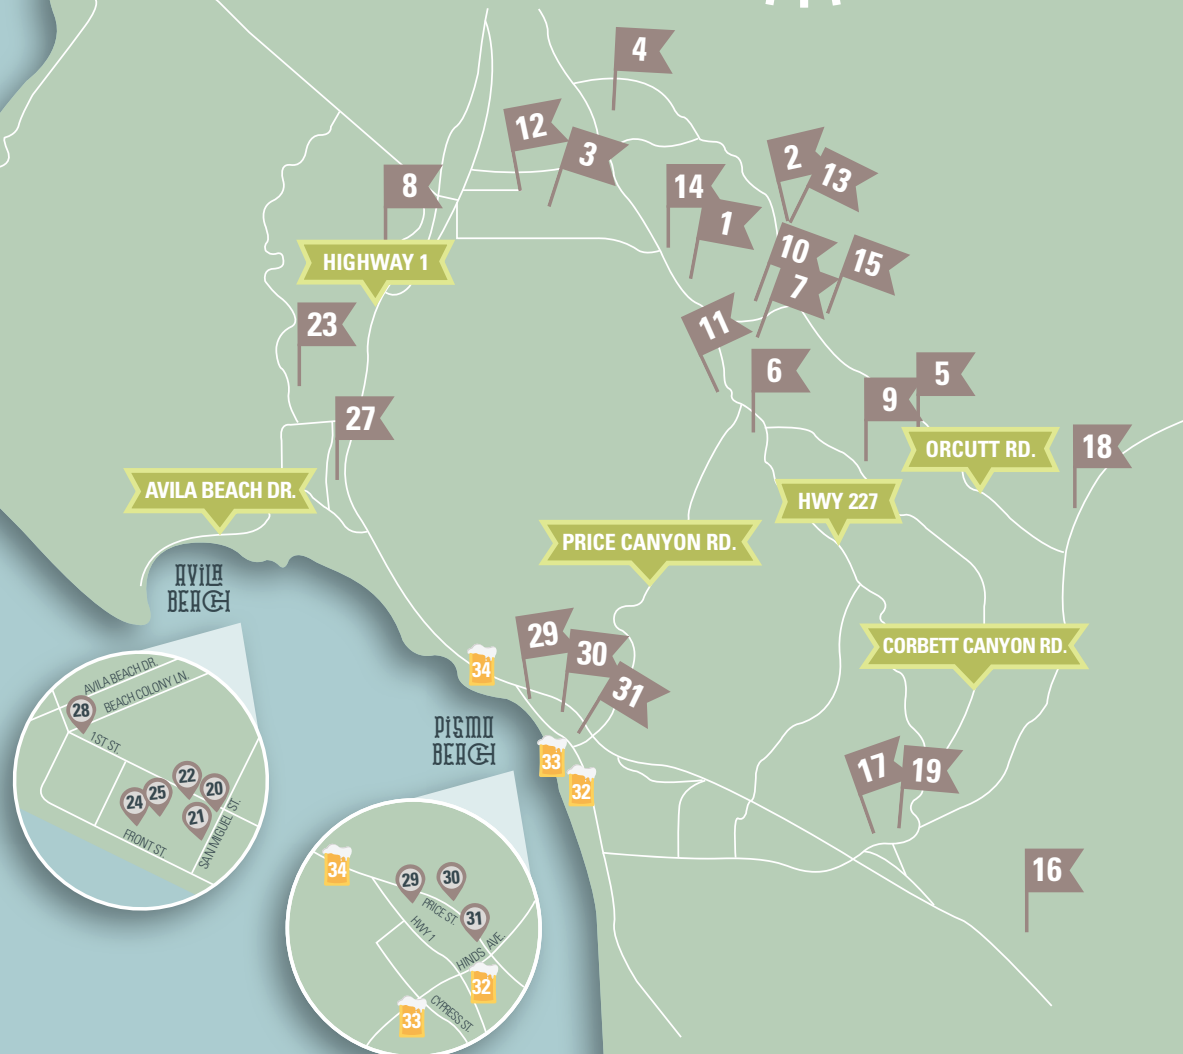 4
12
3
2
13
8
14
1
10
15
7
HIGHWAY 1
11
23
6
5
9
27
ORCUTT RD.
18
AVILA BEACH DR.
HWY 227
PRICE CANYON RD.
AVILA
BEACH
29
30
31
CORBETT CANYON RD.
34
33
32
PISMO
BEACH
17
19
16
AVILA BEACH DR.
BEACH COLONY LN.
28
1ST ST.
22
20
25
24
21
FRONT ST.
SAN MIGUEL ST.
34
29
30
PRICE ST.
31
HWY 1
HINDS AVE.
32
CYPRESS ST.
33